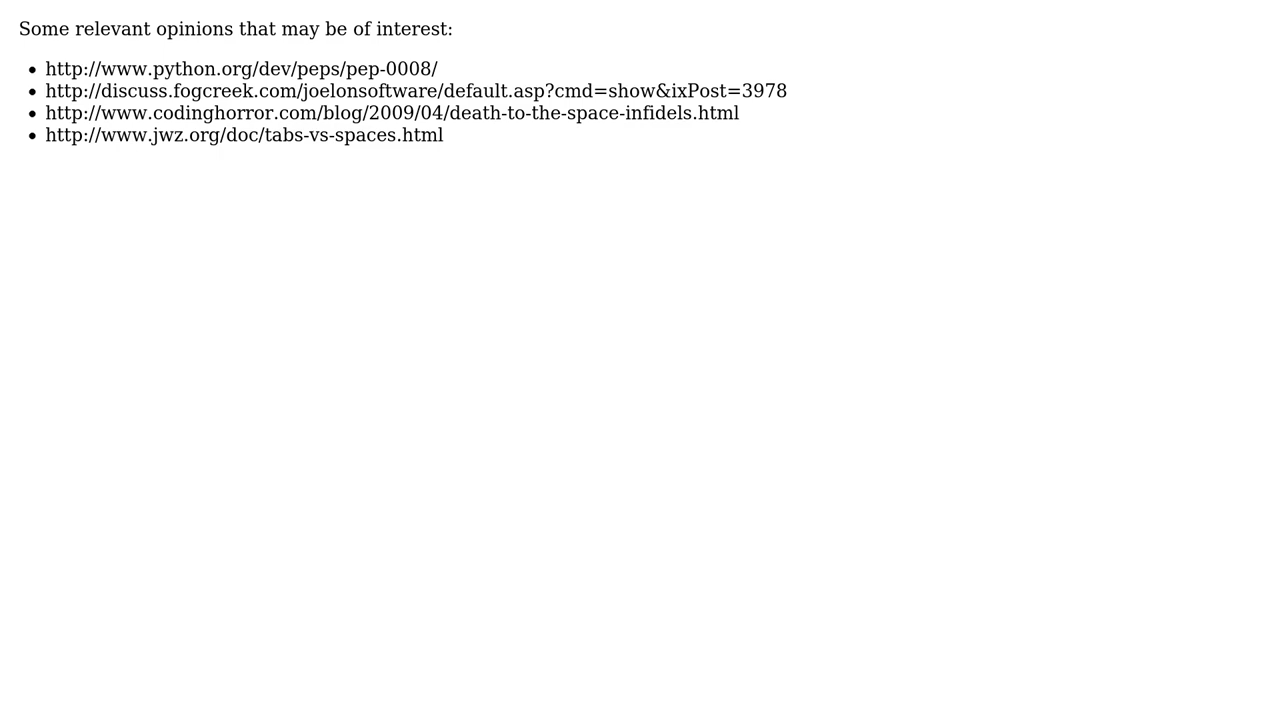 Some relevant opinions that may be of interest:
• http://www.python.org/dev/peps/pep-0008/
• http://discuss.fogcreek.com/joelonsoftware/default.asp?cmd=show&ixPost=3978
• http://www.codinghorror.com/blog/2009/04/death-to-the-space-infidels.html
• http://www.jwz.org/doc/tabs-vs-spaces.html